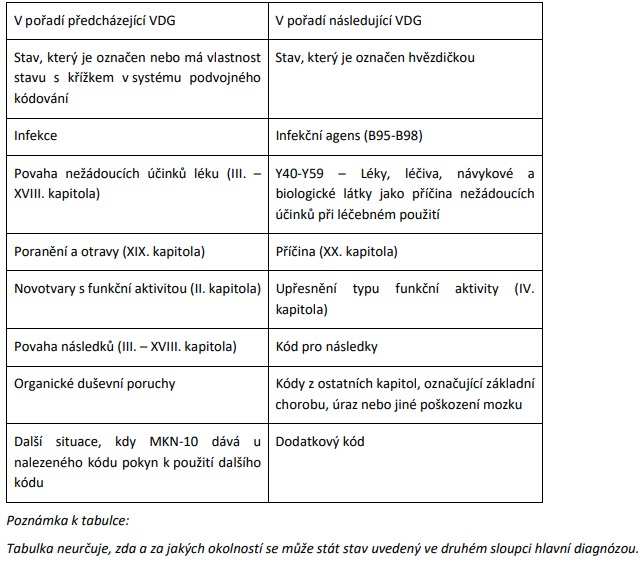 V pořadí předcházející VDG
V pořadí následující VDG
Stav, který je označen nebo má vlastnost
stavu s křížkem v systému podvojného
kódování
Stav, který je označen hvězdičkou
Infekce
Infekční agens (B95-B98)
Povaha nežádoucích účinků léku (III. –
XVIII. kapitola)
Y40-Y59 – Léky, léčiva, návykové a
biologické látky jako příčina nežádoucích
účinků při léčebném použití
Poranění a otravy (XIX. kapitola)
Příčina (XX. kapitola)
Novotvary s funkční aktivitou (II. kapitola)
Upřesnění typu funkční aktivity (IV.
kapitola)
Povaha následků (III. – XVIII. kapitola)
Kód pro následky
Organické duševní poruchy
Kódy z ostatních kapitol, označující základní
chorobu, úraz nebo jiné poškození mozku
Další situace, kdy MKN-10 dává u
nalezeného kódu pokyn k použití dalšího
kódu
Dodatkový kód
Poznámka k tabulce:
Tabulka neurčuje, zda a za jakých okolností se může stát stav uvedený ve druhém sloupci hlavní diagnózou.